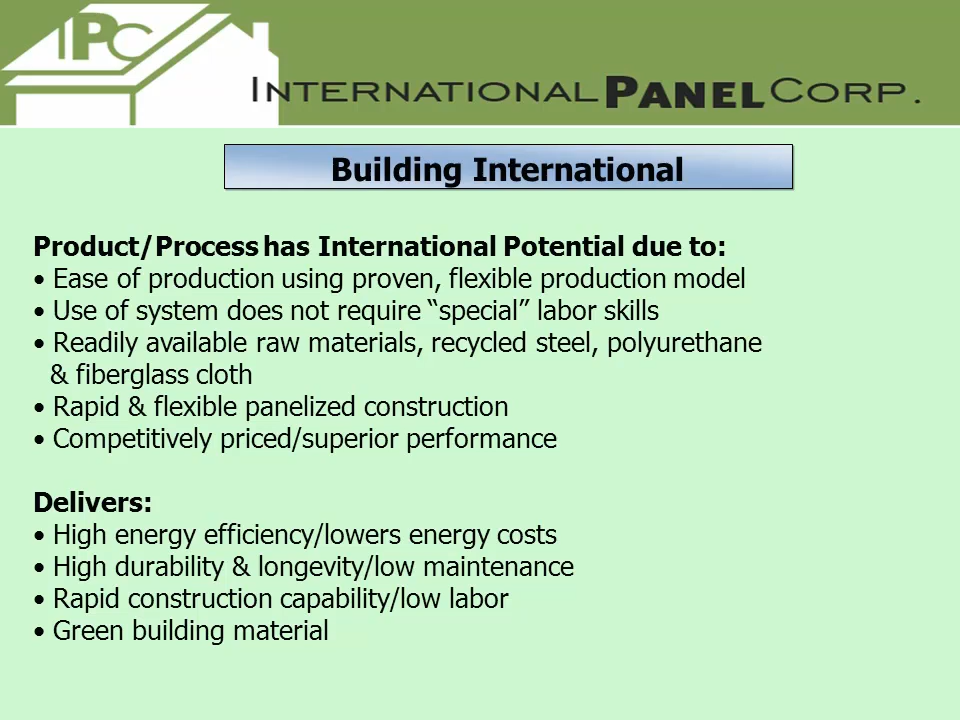 IPC
INTERNATIONAL PANEL CORP.
Building International
Product/Process has International Potential due to:
• Ease of production using proven, flexible production model
• Use of system does not require “special” labor skills
• Readily available raw materials, recycled steel, polyurethane
& fiberglass cloth
• Rapid & flexible panelized construction
• Competitively priced/superior performance
Delivers:
• High energy efficiency/lowers energy costs
• High durability & longevity/low maintenance
• Rapid construction capability/low labor
• Green building material